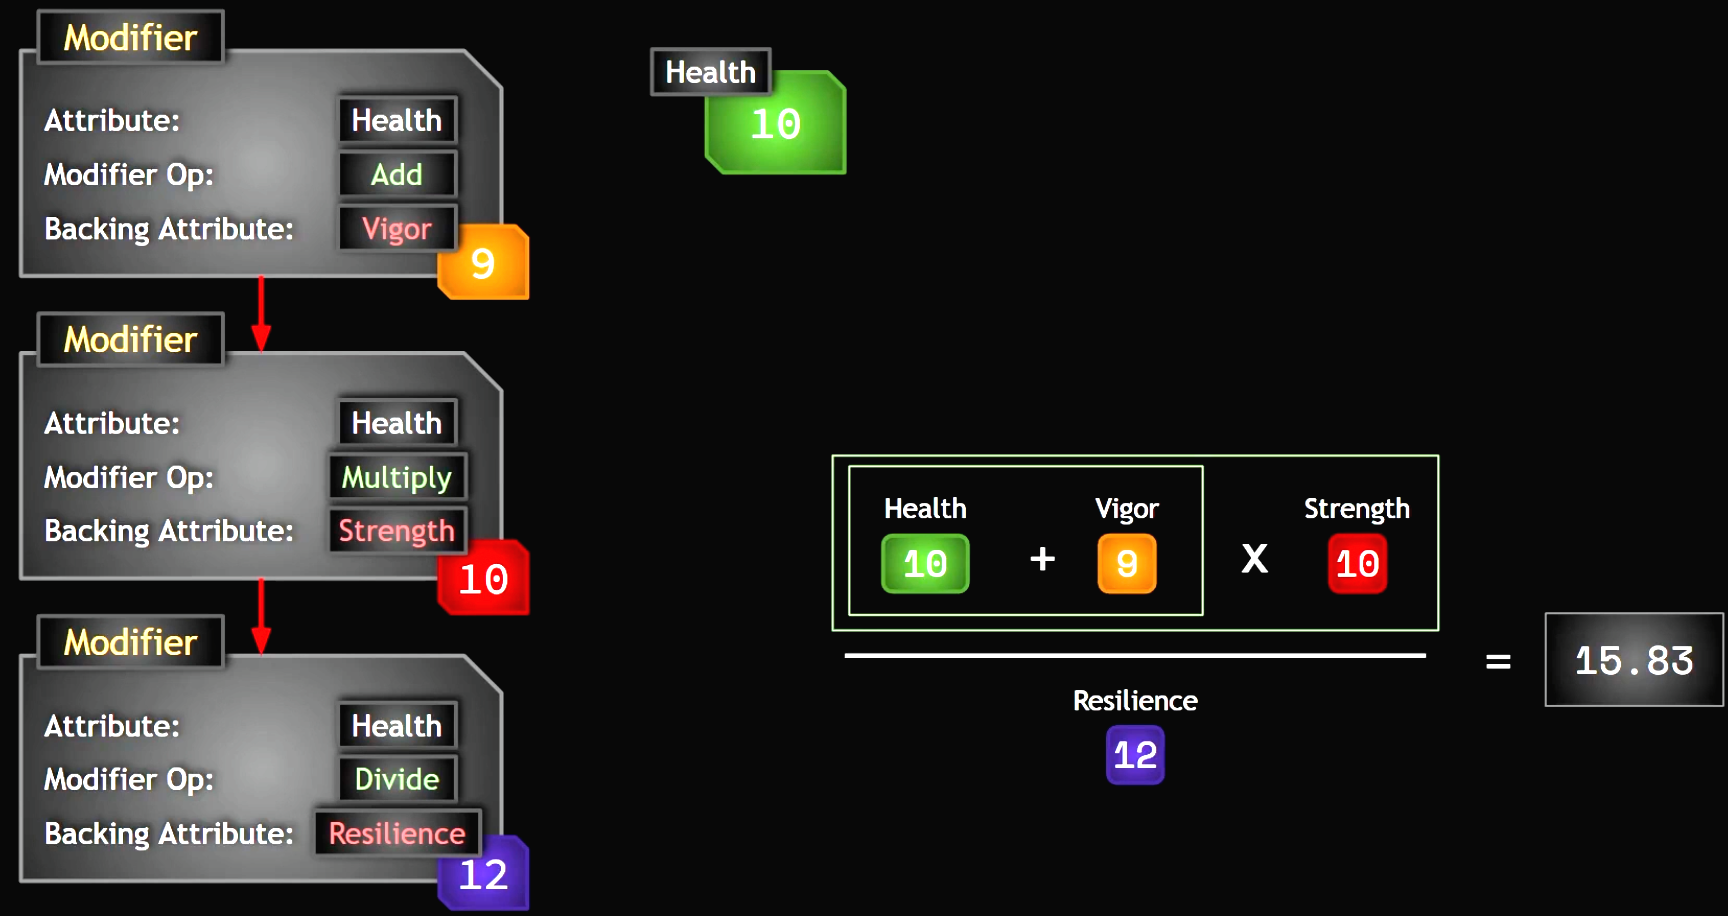 Modifier
Attribute: Health
Modifier Op: Add
Backing Attribute: Vigor
9
Modifier
Attribute: Health
Modifier Op: Multiply
Backing Attribute: Strength
10
Modifier
Attribute: Health
Modifier Op: Divide
Backing Attribute: Resilience
12
Health
10
Health Vigor Strength
10 + 9 X 10
= 15.83
Resilience
12